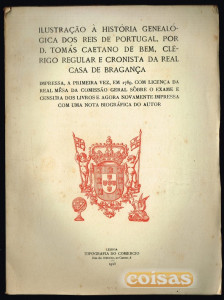 ILUSTRAÇÃO À HISTÓRIA GENEALÓ-
GICA DOS REIS DE PORTUGAL, POR
D. TOMÁS CAETANO DE BEM, CLÉ-
RIGO REGULAR E CRONISTA DA REAL
CASA DE BRAGANÇA
IMPRESSA, A PRIMEIRA VEZ, EM 1789, COM LICENÇA DA
REAL MÊSA DA COMISSÃO GERAL SÔBRE O EXAME E
CENSURA DOS LIVROS E AGORA NOVAMENTE IMPRESSA
COM UMA NOTA BIOGRÁFICA DO AUTOR
LISBOA
TIPOGRAFIA DO COMERCIO
coisas